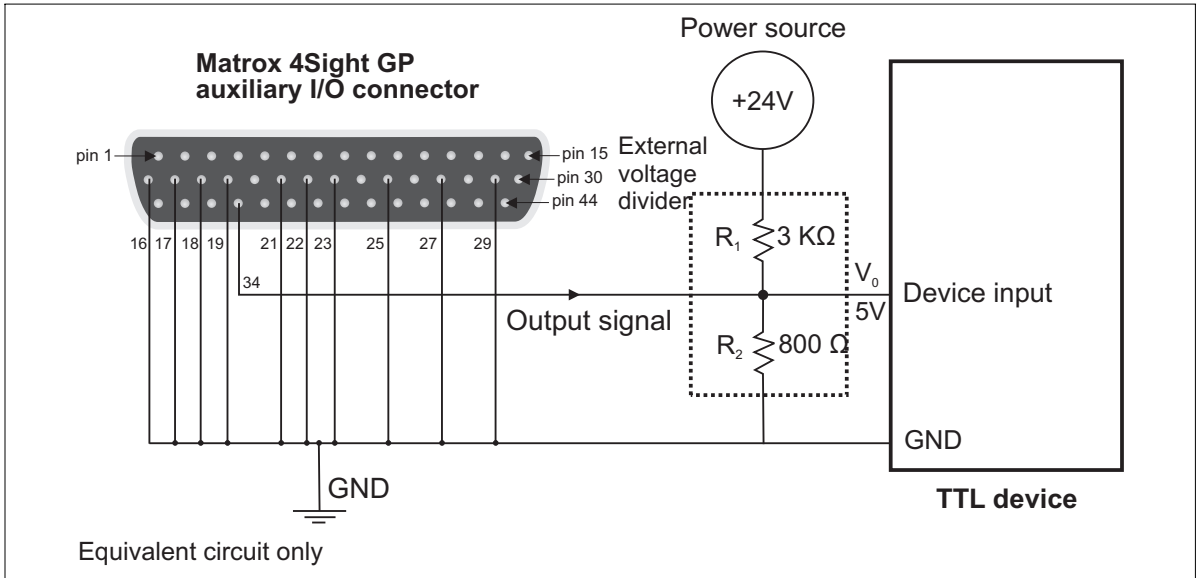 Power source
Matrox 4Sight GP
auxiliary I/O connector
+24V
pin 1
pin 15
External
voltage
divider
pin 30
pin 44
R1
3 KΩ
16
17
18
19
21
22
23
25
27
29
34
V0
5V
Device input
Output signal
R2
800 Ω
GND
GND
TTL device
Equivalent circuit only